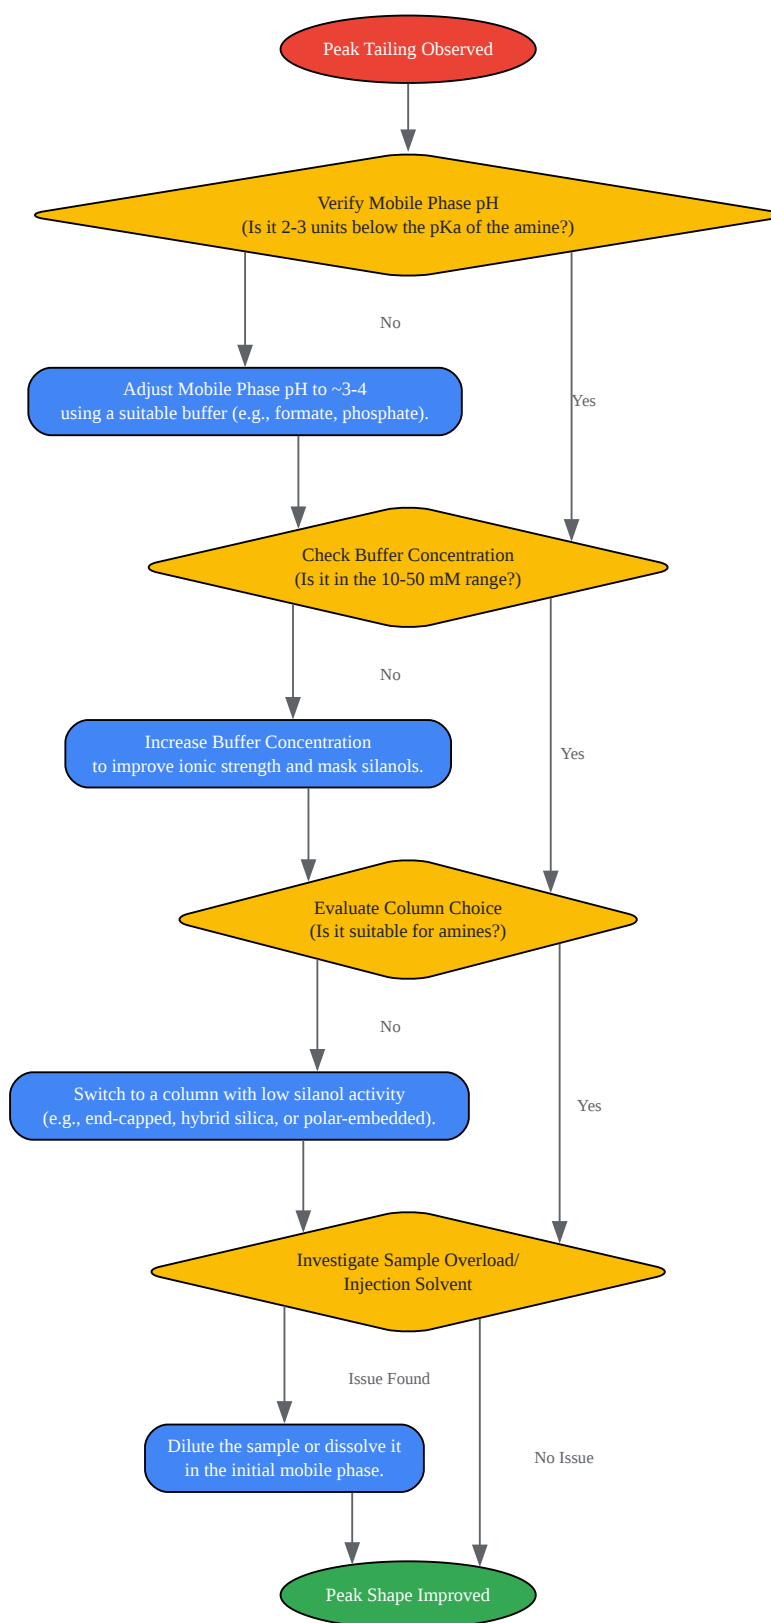 Peak Tailing Observed
Verify Mobile Phase pH
(Is it 2-3 units below the pKa of the amine?)
No
Adjust Mobile Phase pH to ~3-4
using a suitable buffer (e.g., formate, phosphate).
Yes
Check Buffer Concentration
(Is it in the 10-50 mM range?)
No
Increase Buffer Concentration
to improve ionic strength and mask silanols.
Yes
Evaluate Column Choice
(Is it suitable for amines?)
No
Switch to a column with low silanol activity
(e.g., end-capped, hybrid silica, or polar-embedded).
Yes
Investigate Sample Overload/
Injection Solvent
Issue Found
Dilute the sample or dissolve it
in the initial mobile phase.
No Issue
Peak Shape Improved